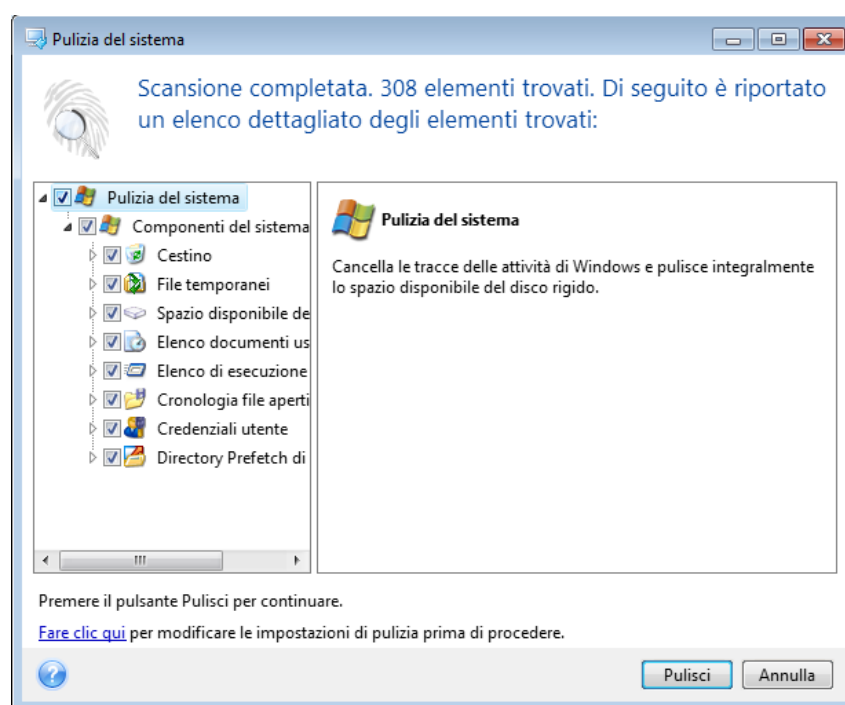 Pulizia del sistema
Scansione completata. 308 elementi trovati. Di seguito è riportato
un elenco dettagliato degli elementi trovati:
Pulizia del sistema
Componenti del sistema
Cestino
File temporanei
Spazio disponibile de
Elenco documenti us
Elenco di esecuzione
Cronologia file aperti
Credenziali utente
Directory Prefetch di
Pulizia del sistema
Cancella le tracce delle attività di Windows e pulisce integralmente
lo spazio disponibile del disco rigido.
Premere il pulsante Pulisci per continuare.
Fare clic qui per modificare le impostazioni di pulizia prima di procedere.
Pulisci
Annulla